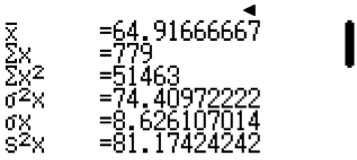 x̄ =64.91666667
Σx =779
Σx² =51463
σ²x =74.40972222
σx =8.626107014
s²x =81.17424242